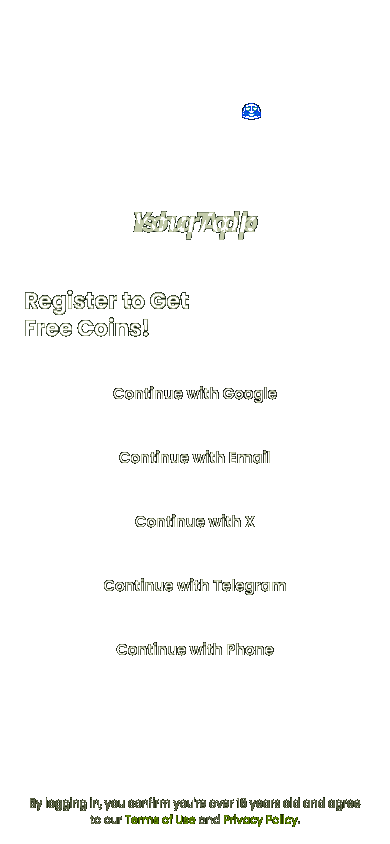 Register to Get
Free Coins!
Continue with Google
Continue with Email
Continue with X
Continue with Telegram
Continue with Phone
By logging in, you confirm you're over 18 years old and agree
to our Terms of Use and Privacy Policy.